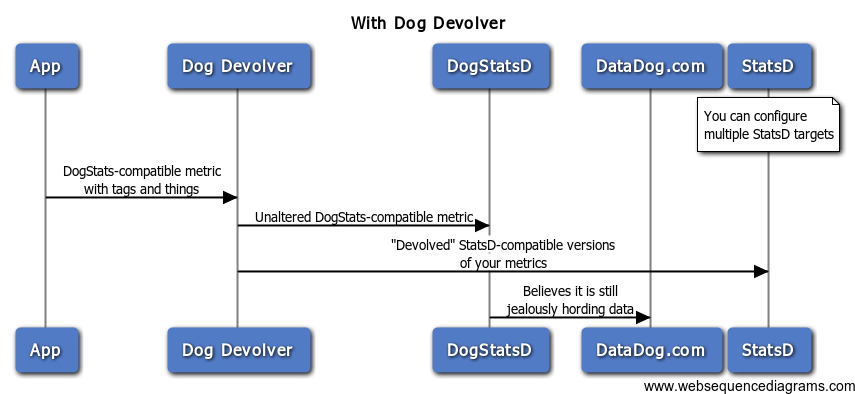 With Dog Devolver
App
Dog Devolver
DogStatsD
DataDog.com
StatsD
You can configure
multiple StatsD targets
DogStats-compatible metric
with tags and things
Unaltered DogStats-compatible metric
"Devolved" StatsD-compatible versions
of your metrics
Believes it is still
jealously hording data
App
Dog Devolver
DogStatsD
DataDog.com
StatsD
www.websequencediagrams.com